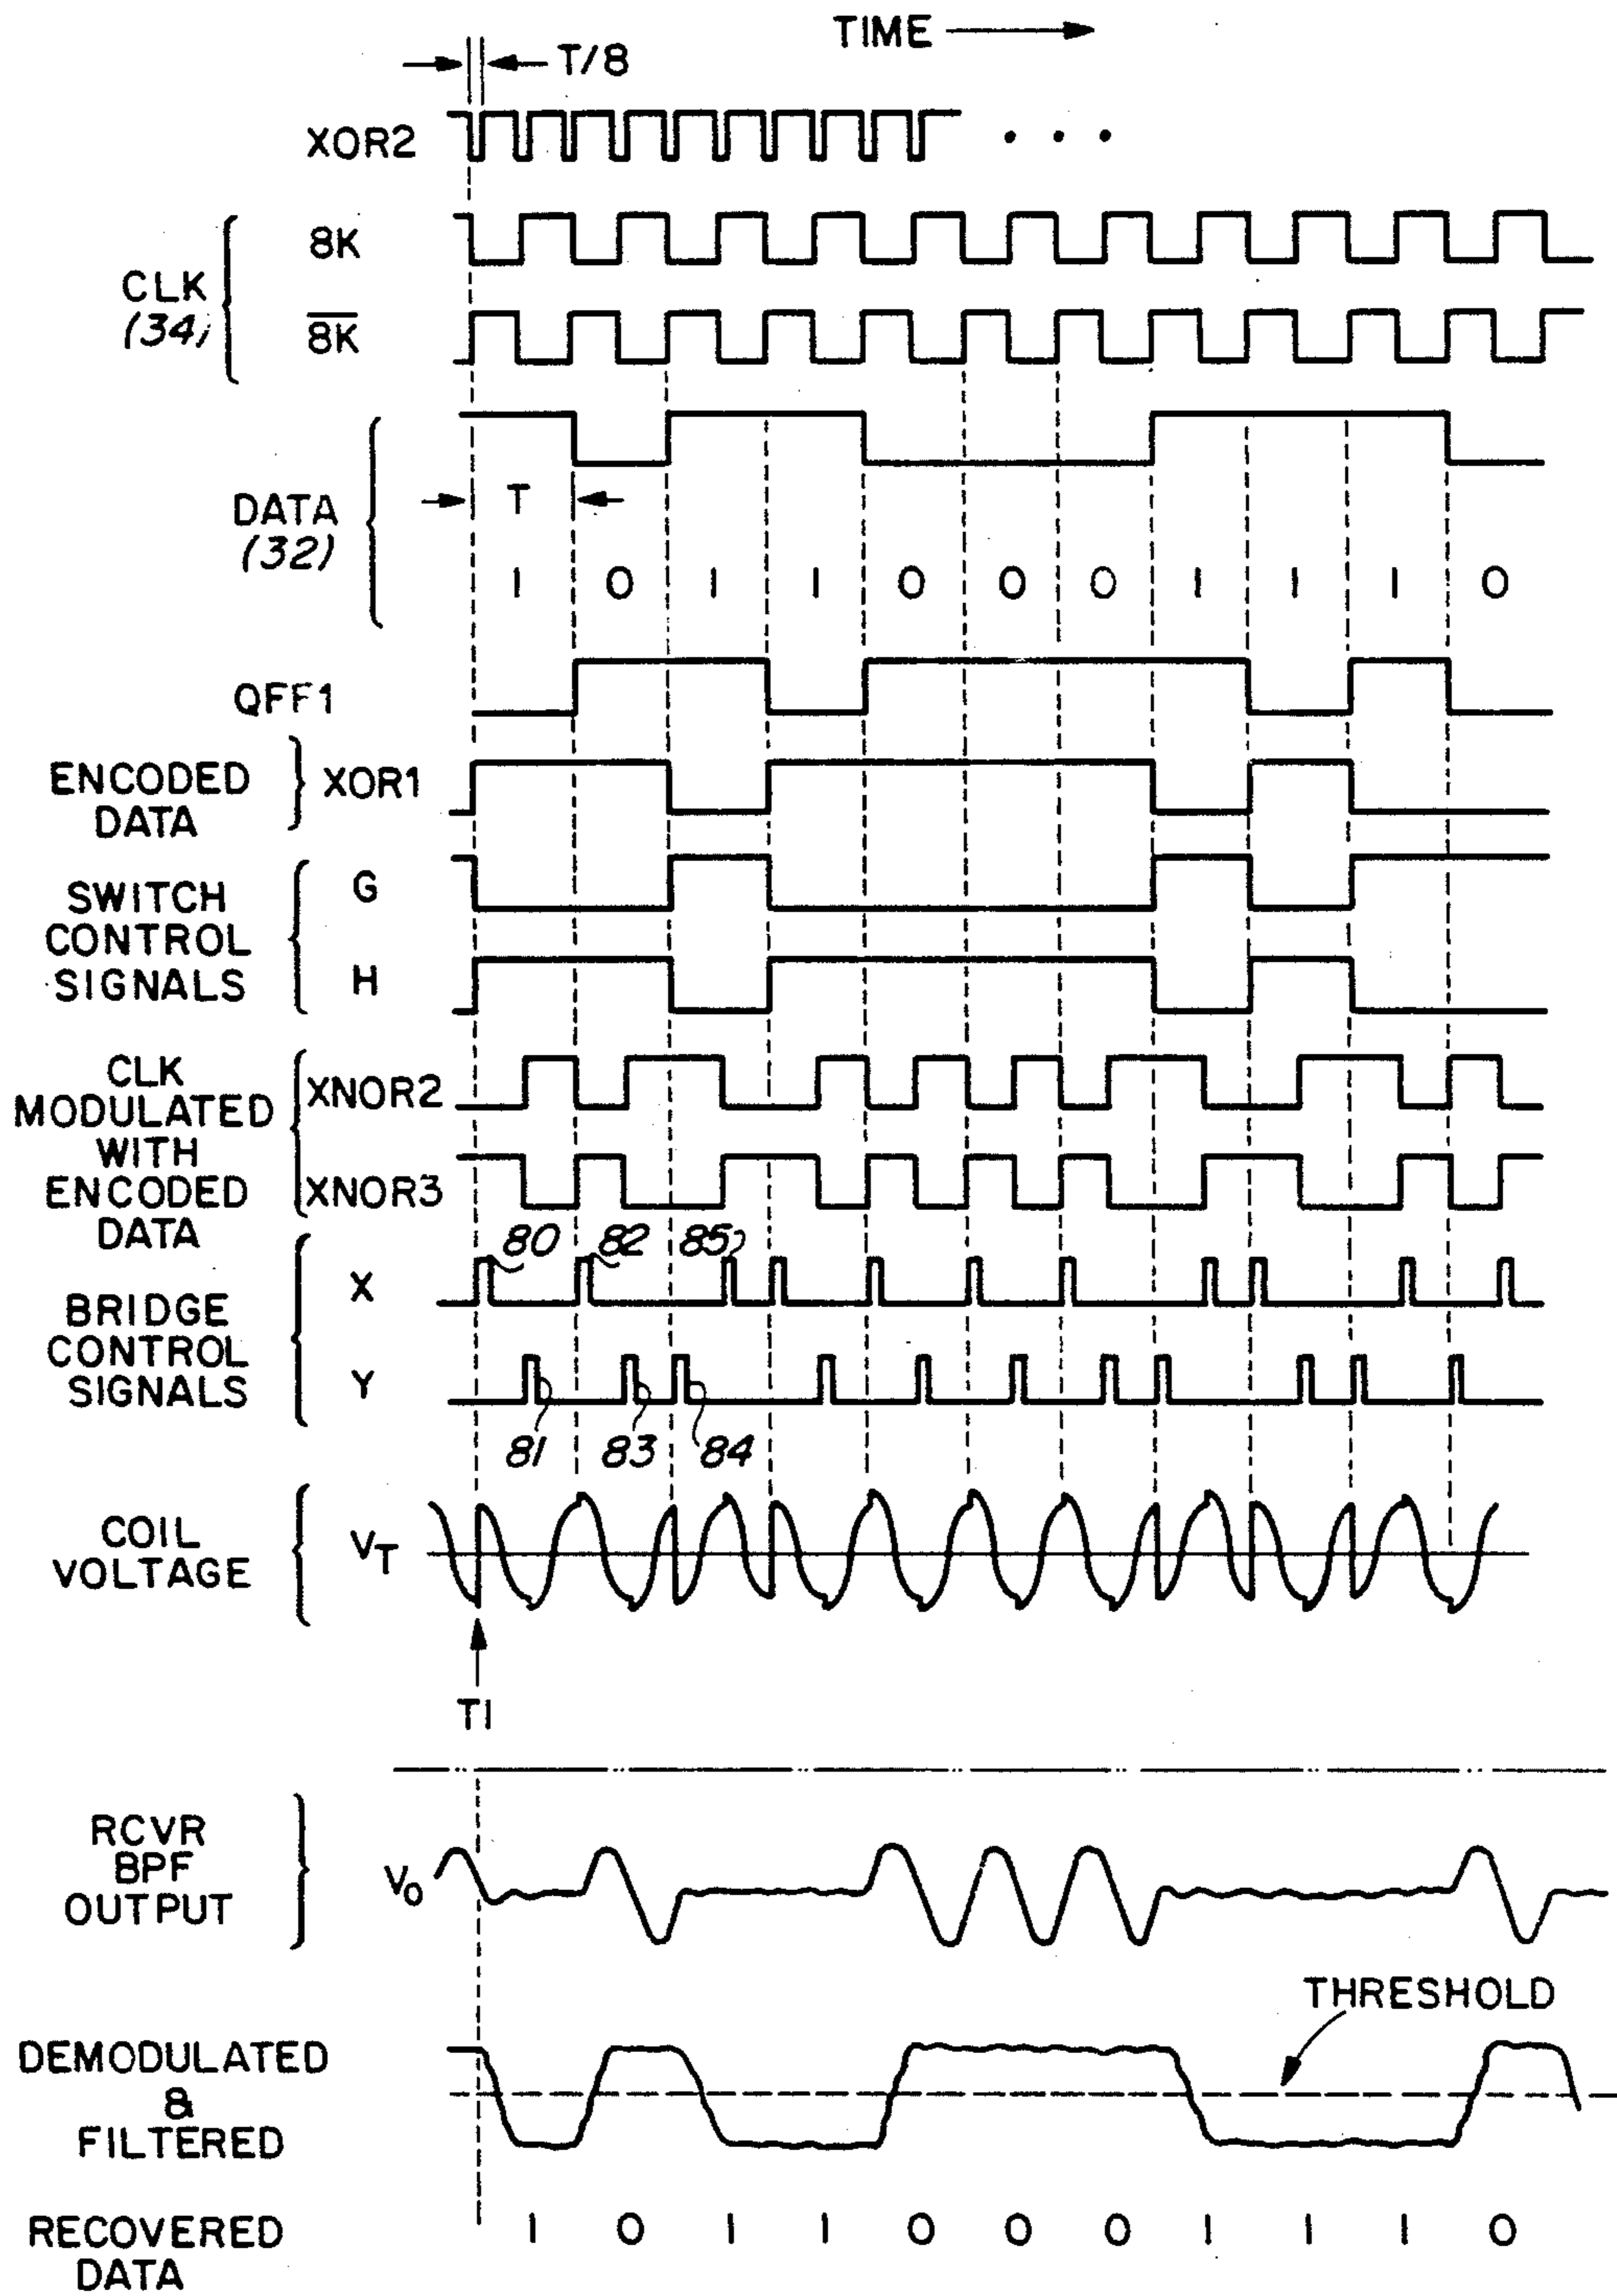 TIME
T/8
XOR2
. . .
CLK
(34)
8K
8K
DATA
(32)
T
1 0 1 1 0 0 0 1 1 1 0
QFF1
ENCODED
DATA
XOR1
SWITCH
CONTROL
SIGNALS
G
H
CLK
MODULATED
WITH
ENCODED
DATA
XNOR2
XNOR3
80 82 85
BRIDGE
CONTROL
SIGNALS
X
Y
81 83 84
COIL
VOLTAGE
VT
T1
RCVR
BPF
OUTPUT
Vo
THRESHOLD
DEMODULATED
&
FILTERED
RECOVERED
DATA
1 0 1 1 0 0 0 1 1 1 0